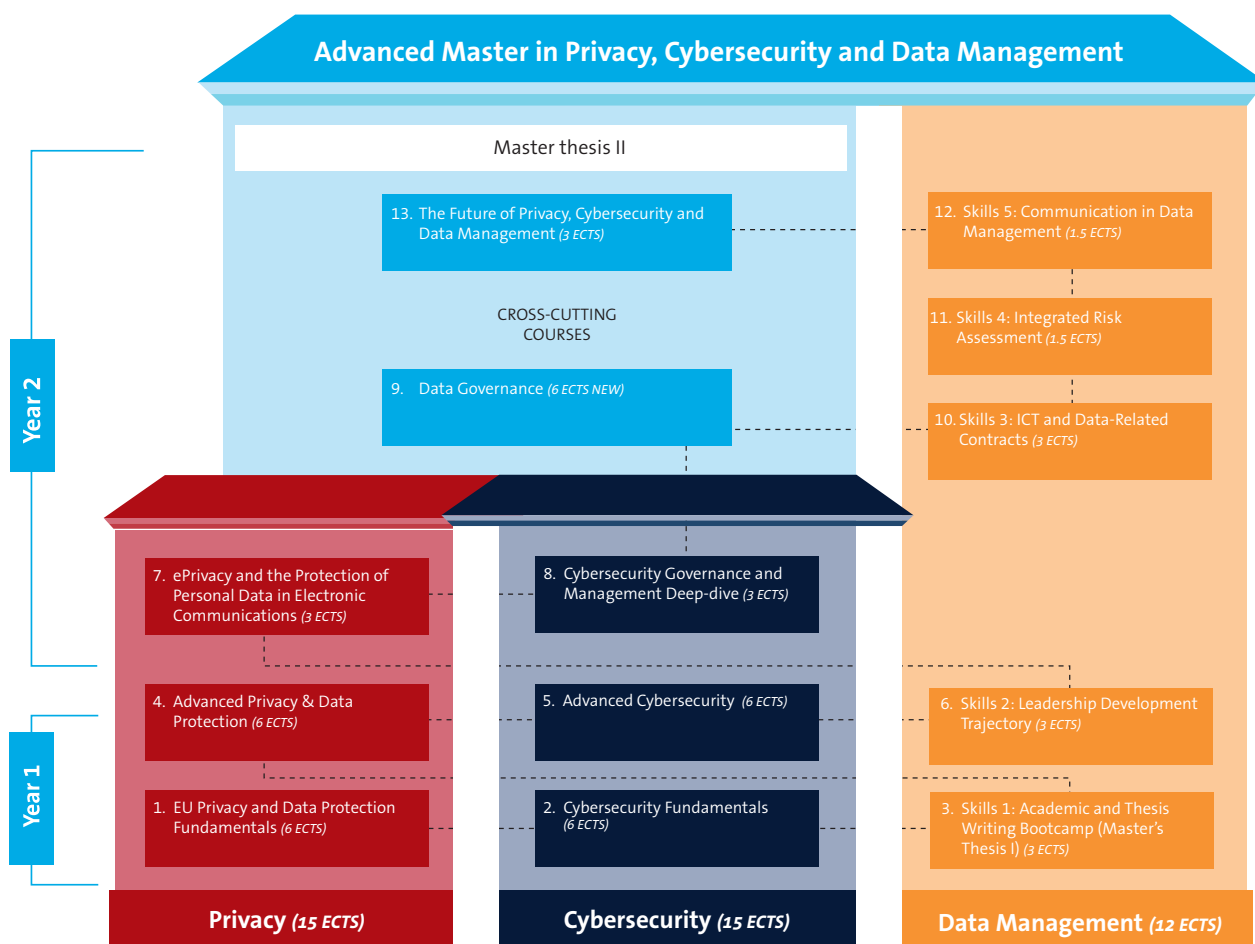 Advanced Master in Privacy, Cybersecurity and Data Management
Master thesis II
13. The Future of Privacy, Cybersecurity and
Data Management (3 ECTS)
12. Skills 5: Communication in Data
Management (1.5 ECTS)
CROSS-CUTTING
COURSES
11. Skills 4: Integrated Risk
Assessment (1.5 ECTS)
Year 2
9. Data Governance (6 ECTS NEW)
10. Skills 3: ICT and Data-Related
Contracts (3 ECTS)
7. ePrivacy and the Protection of
Personal Data in Electronic
Communications (3 ECTS)
8. Cybersecurity Governance and
Management Deep-dive (3 ECTS)
4. Advanced Privacy & Data
Protection (6 ECTS)
5. Advanced Cybersecurity (6 ECTS)
6. Skills 2: Leadership Development
Trajectory (3 ECTS)
Year 1
1. EU Privacy and Data Protection
Fundamentals (6 ECTS)
2. Cybersecurity Fundamentals
(6 ECTS)
3. Skills 1: Academic and Thesis
Writing Bootcamp (Master's
Thesis I) (3 ECTS)
Privacy (15 ECTS)
Cybersecurity (15 ECTS)
Data Management (12 ECTS)